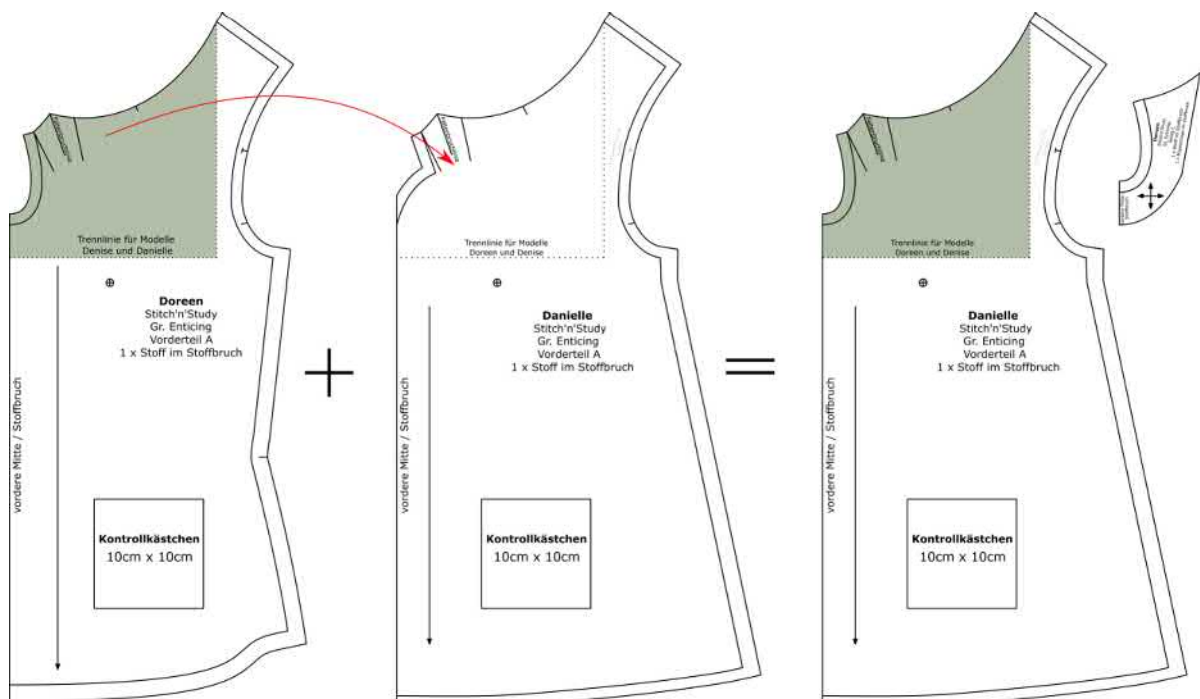 Trennlinie für Modelle
Denise und Danielle
Doreen
Stitch'n'Study
Gr. Enticing
Vorderteil A
1 x Stoff im Stoffbruch
vordere Mitte / Stoffbruch
Kontrollkästchen
10cm x 10cm
Trennlinie für Modelle
Doreen und Denise
Danielle
Stitch'n'Study
Gr. Enticing
Vorderteil A
1 x Stoff im Stoffbruch
vordere Mitte / Stoffbruch
Kontrollkästchen
10cm x 10cm
Trennlinie für Modelle
Doreen und Denise
Danielle
Stitch'n'Study
Gr. Enticing
Vorderteil A
1 x Stoff im Stoffbruch
vordere Mitte / Stoffbruch
Kontrollkästchen
10cm x 10cm